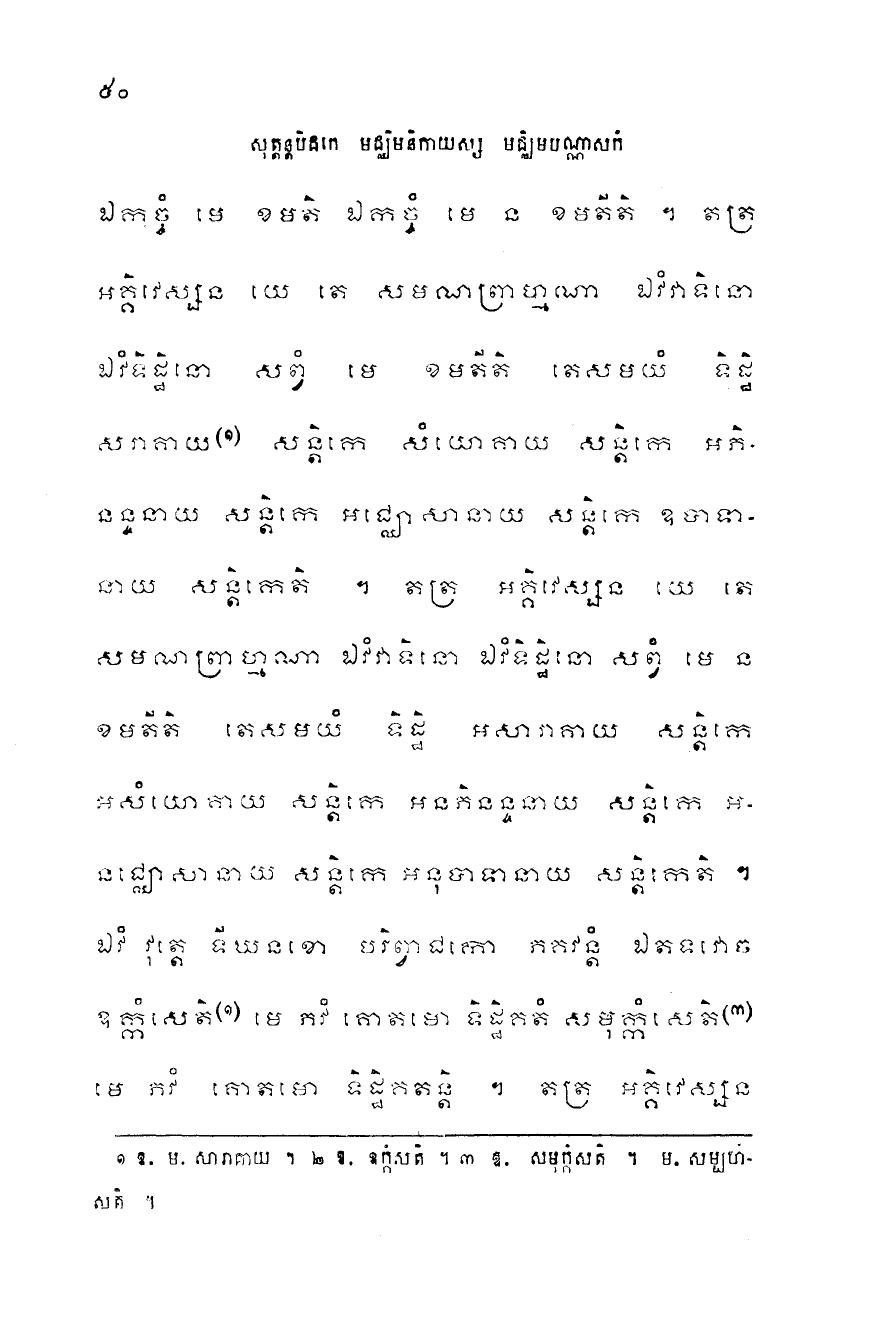 ៥០
សុត្តន្តបិដកេ មជ្ឈិមនិកាយស្ស មជ្ឈិមបណ្ណាសកំ
ឯកច្ចំ មេ ខមតិ ឯកច្ចំ មេ ន ខមតីតិ ។ តត្រ
អគ្គិវេស្សន យេ តេ សមណព្រាហ្មណា ឯវំវាទិនោ
ឯវំទិដ្ឋិនោ សព្វំ មេ ខមតីតិ តេសមយំ ទិដ្ឋិ
សរាគាយ(១) សន្តិកេ សំយោគាយ សន្តិកេ អភិ-
នន្ទនាយ សន្តិកេ អជ្ឈោសានាយ សន្តិកេ ឧបាទា-
នាយ សន្តិកេតិ ។ តត្រ អគ្គិវេស្សន យេ តេ
សមណព្រាហ្មណា ឯវំវាទិនោ ឯវំទិដ្ឋិនោ សព្វំ មេ ន
ខមតីតិ តេសមយំ ទិដ្ឋិ អសារាគាយ សន្តិកេ
អសំយោគាយ សន្តិកេ អនភិនន្ទនាយ សន្តិកេ អ-
នជ្ឈោសានាយ សន្តិកេ អនុបាទានាយ សន្តិកេតិ ។
ឯវំ វុត្តេ ទីឃនខោ បរិព្វាជកោ ភគវន្តំ ឯតទវោច
ឧក្កំសេតិ(១) មេ ភវំ គោតមោ ទិដ្ឋិគតំ សមុក្កំសេតិ(៣)
មេ ភវំ គោតមោ ទិដ្ឋិគតន្តិ ។ តត្រ អគ្គិវេស្សន
១ ឱ. ម. សារាគាយ ។ ២ ឱ. ឧក្កំសតិ ។ ៣ ឱ. សមុក្កំសតិ ។ ម. សម្បហំ-
សតិ ។